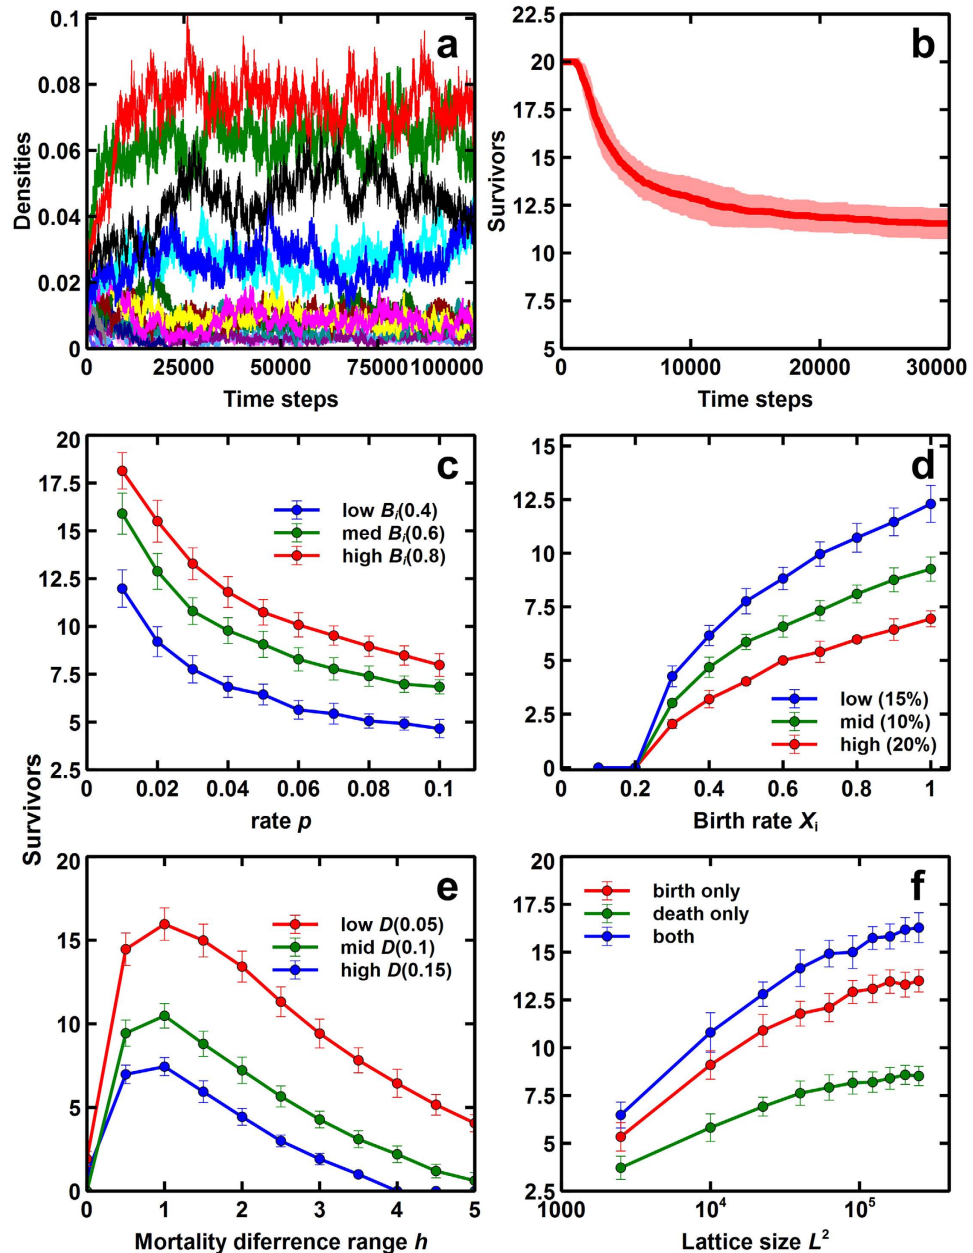 a
0.1
0.08
0.06
0.04
0.02
0
Densities
0 25000 50000 75000 100000
Time steps
b
20
17.5
15
12.5
10
7.5
5
Survivors
0 10000 20000 30000
Time steps
c
20
17.5
15
12.5
10
7.5
5
2.5
low Bi(0.4)
med Bi(0.6)
high Bi(0.8)
0 0.02 0.04 0.06 0.08 0.1
rate p
d
15
12.5
10
7.5
5
2.5
0
low (15%)
mid (10%)
high (20%)
0 0.2 0.4 0.6 0.8 1
Birth rate Xi
Survivors
e
20
15
10
5
0
low D(0.05)
mid D(0.1)
high D(0.15)
0 1 2 3 4 5
Mortality diferrence range h
f
20
17.5
15
12.5
10
7.5
5
2.5
birth only
death only
both
1000 10⁴ 10⁵
Lattice size L²